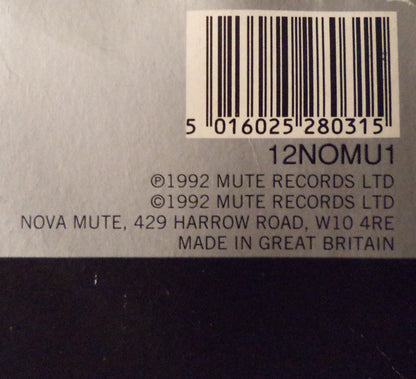 5 016025 280315
12NOMU1
℗1992 MUTE RECORDS LTD
©1992 MUTE RECORDS LTD
NOVA MUTE, 429 HARROW ROAD, W10 4RE
MADE IN GREAT BRITAIN